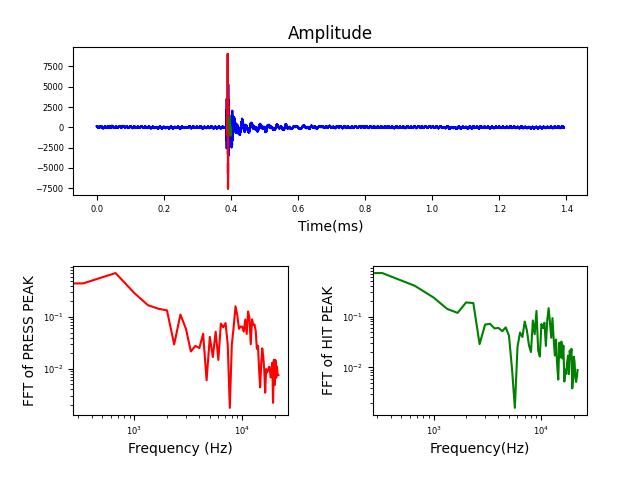 Amplitude
7500
5000
2500
0
−2500
−5000
−7500
0.0 0.2 0.4 0.6 0.8 1.0 1.2 1.4
Time(ms)
FFT of PRESS PEAK
10⁻¹
10⁻²
10³ 10⁴
Frequency (Hz)
FFT of HIT PEAK
10⁻¹
10⁻²
10³ 10⁴
Frequency(Hz)